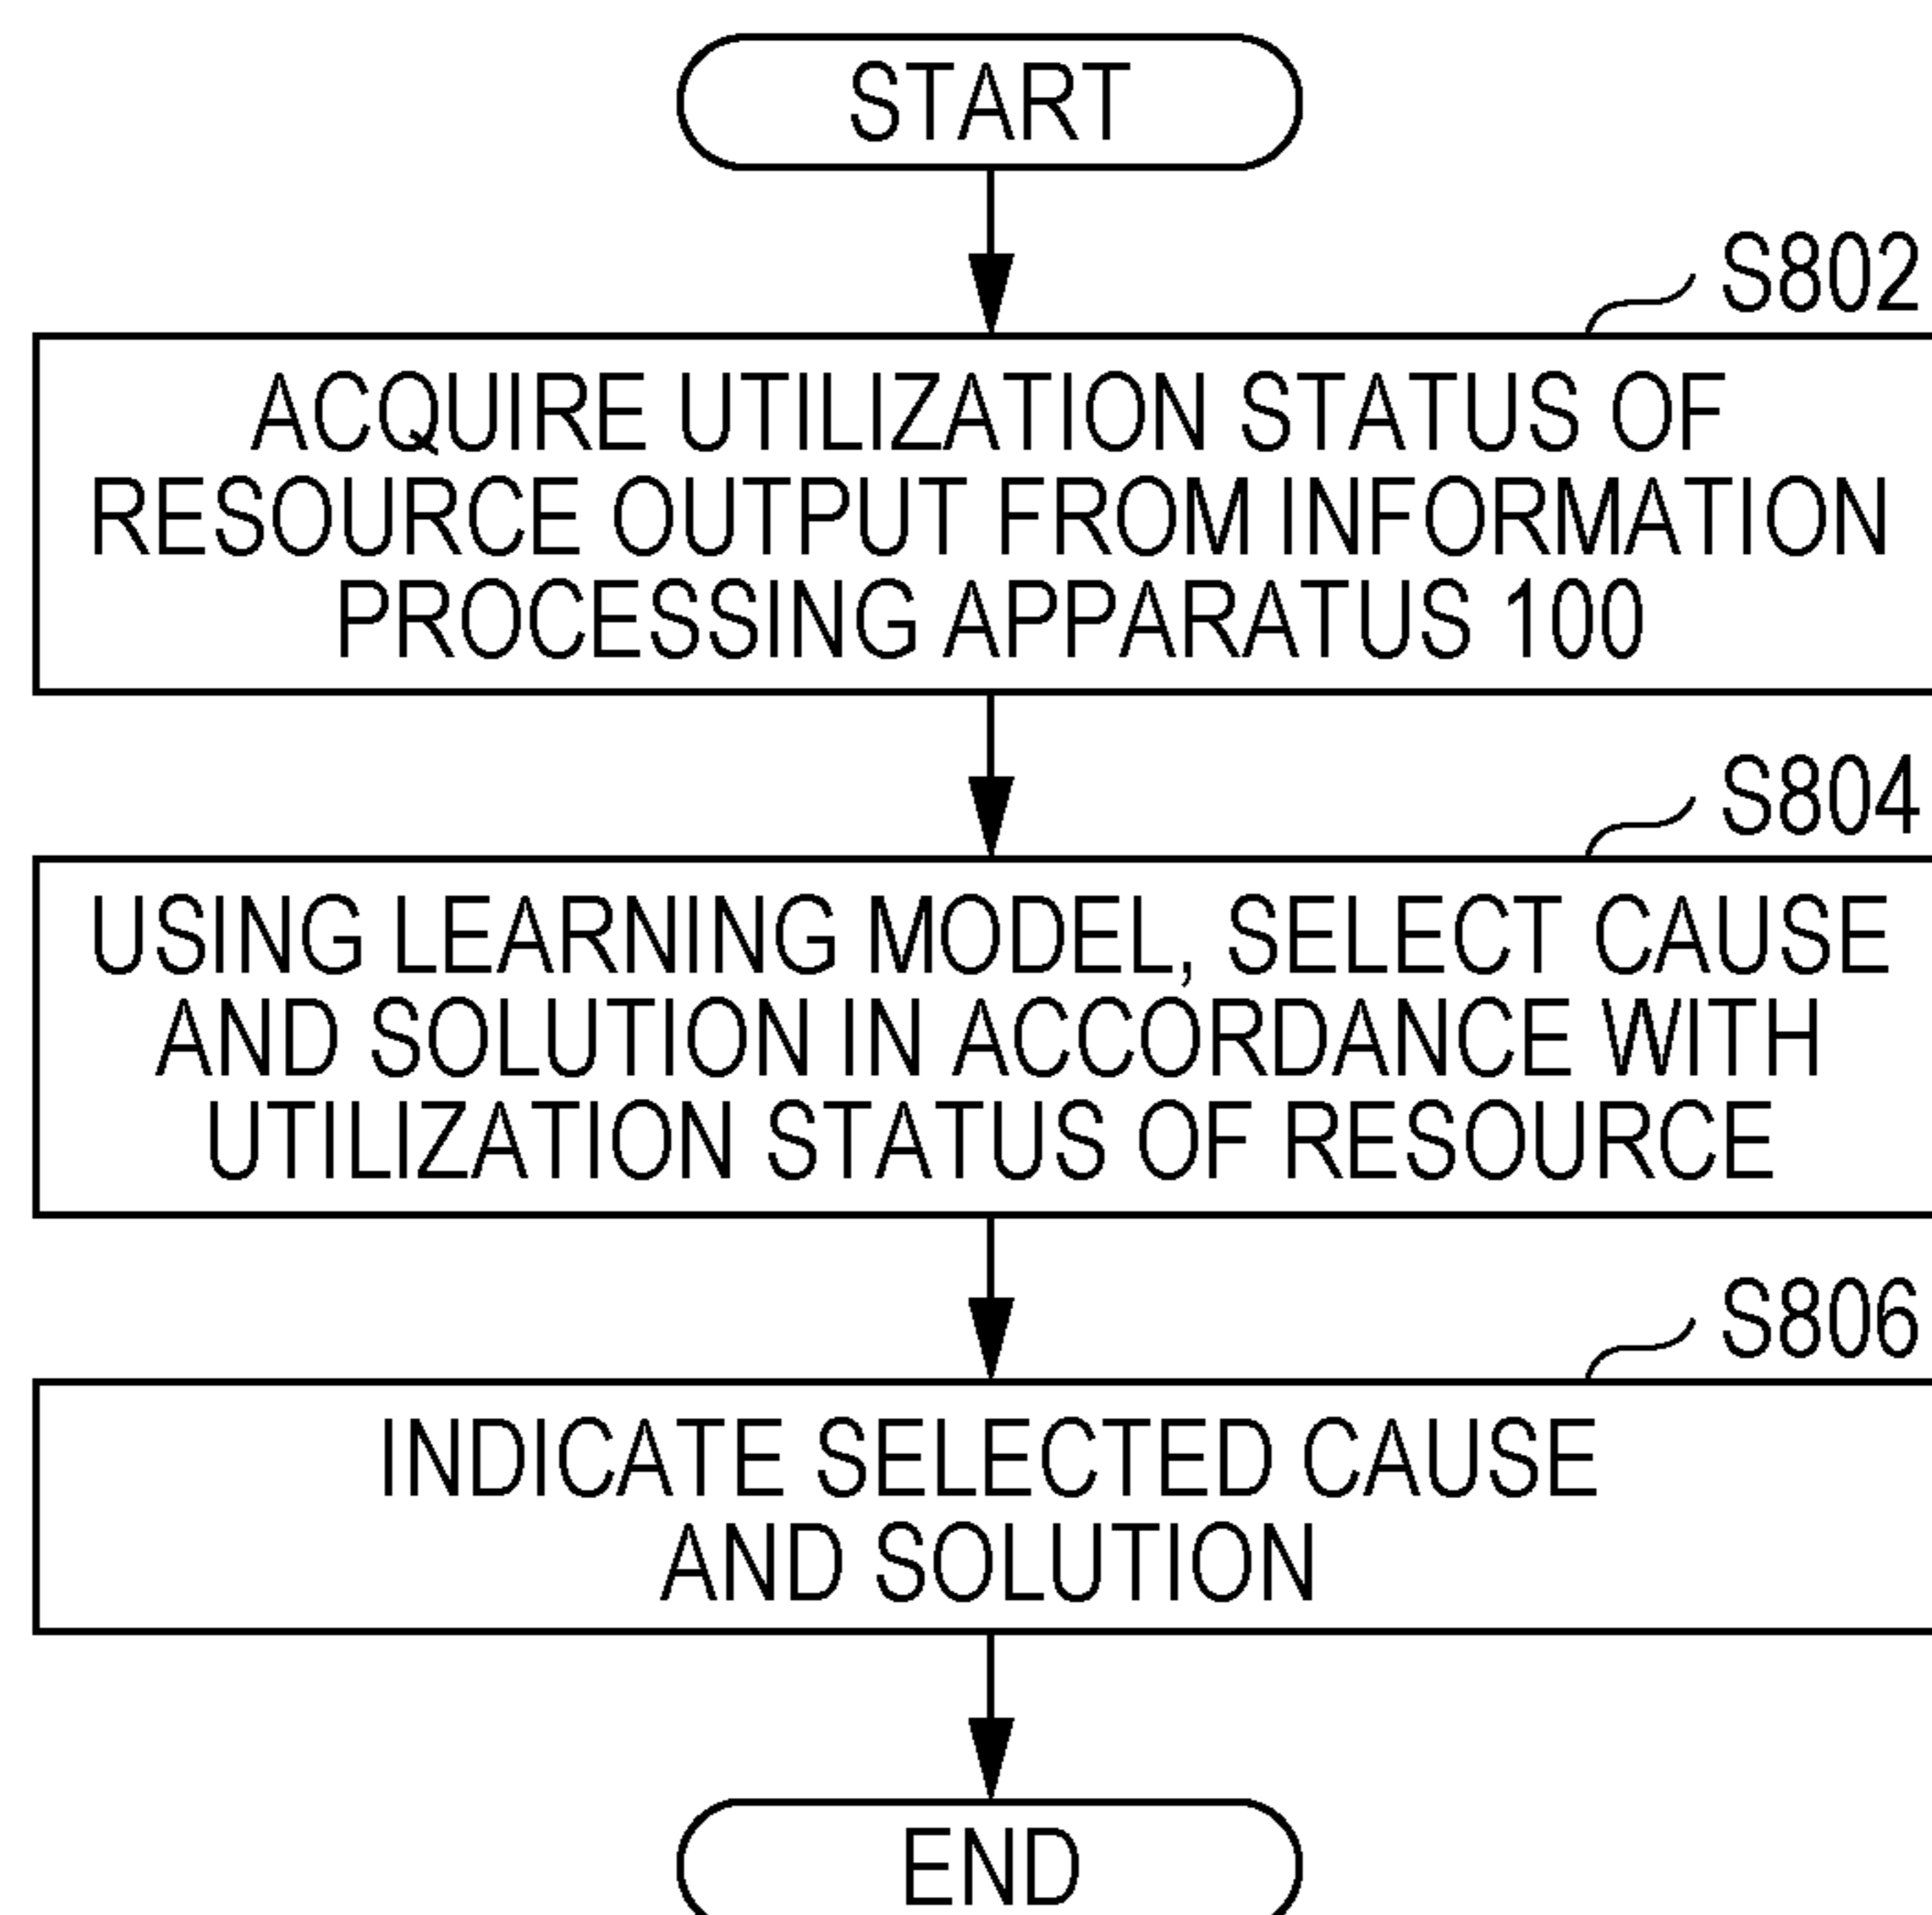 START
S802
ACQUIRE UTILIZATION STATUS OF
RESOURCE OUTPUT FROM INFORMATION
PROCESSING APPARATUS 100
S804
USING LEARNING MODEL, SELECT CAUSE
AND SOLUTION IN ACCORDANCE WITH
UTILIZATION STATUS OF RESOURCE
S806
INDICATE SELECTED CAUSE
AND SOLUTION
END